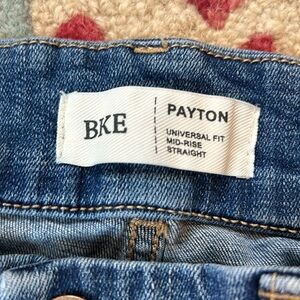 BKE
PAYTON
UNIVERSAL FIT
MID-RISE
STRAIGHT